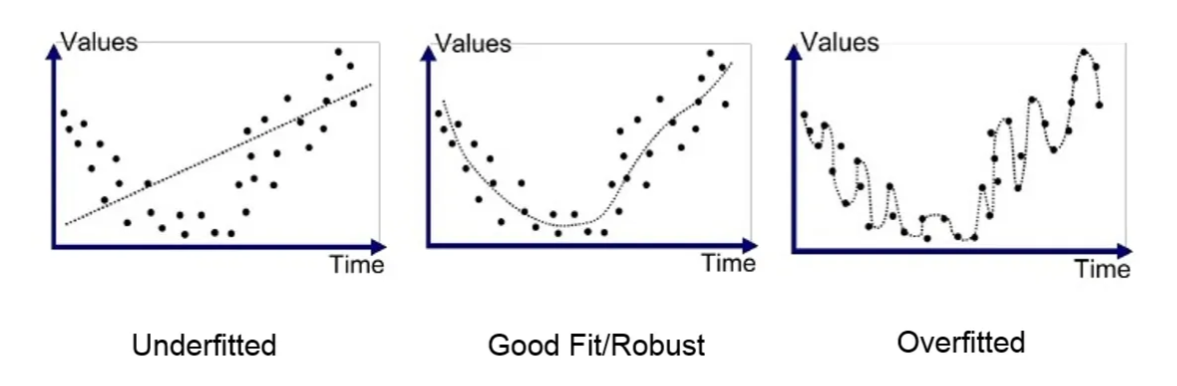 Values
Time
Underfitted
Values
Time
Good Fit/Robust
Values
Time
Overfitted